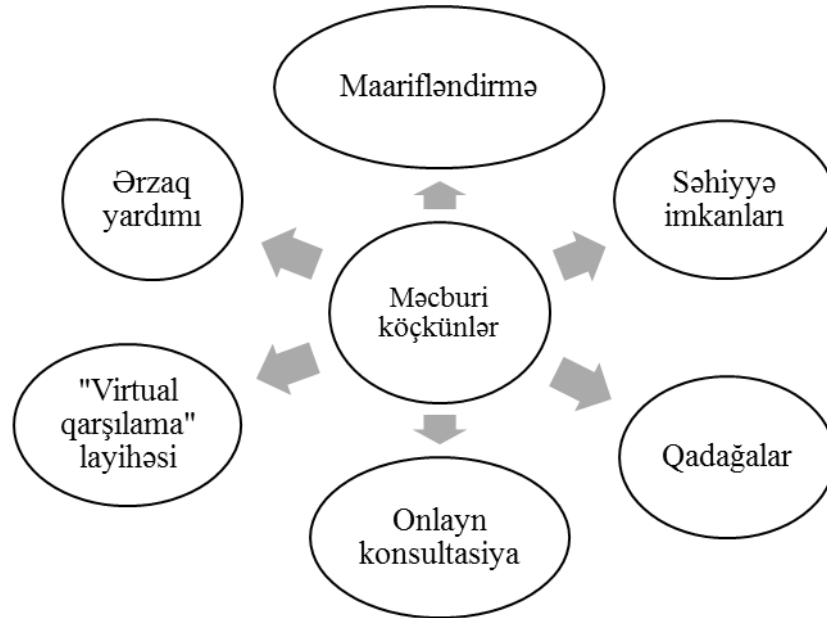 Maarifləndirmə
Ərzaq
yardımı
Səhiyyə
imkanları
Məcburi
köçkünlər
"Virtual
qarşılama"
layihəsi
Qadağalar
Onlayn
konsultasiya